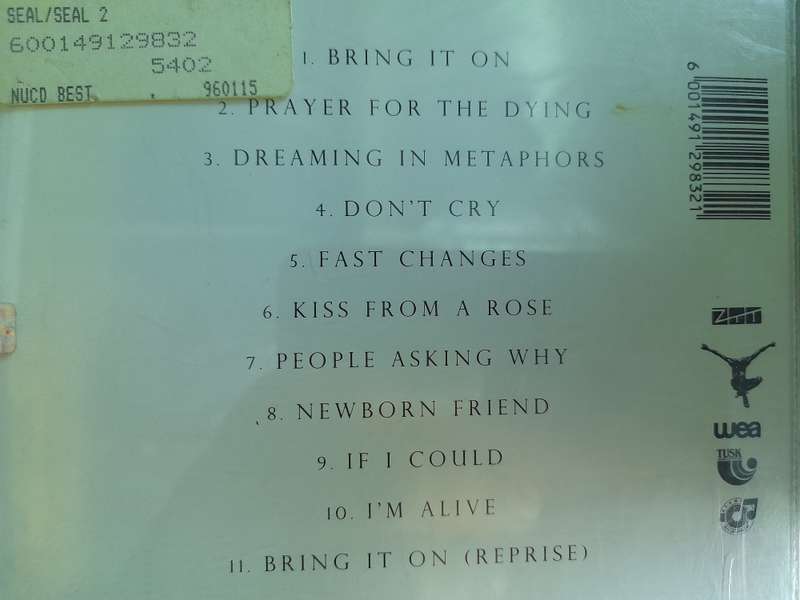 SEAL/SEAL 2
600149129832
5402
NUCD BEST . 960115
1. BRING IT ON
2. PRAYER FOR THE DYING
3. DREAMING IN METAPHORS
4. DON'T CRY
5. FAST CHANGES
6. KISS FROM A ROSE
7. PEOPLE ASKING WHY
8. NEWBORN FRIEND
9. IF I COULD
10. I'M ALIVE
11. BRING IT ON (REPRISE)
6 001491 298321
ZTT
wea
TUSK